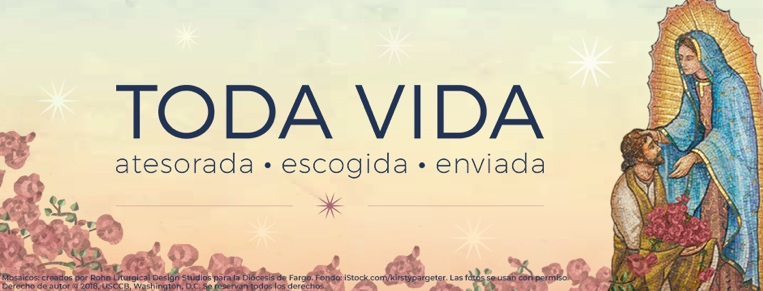 TODA VIDA
atesorada • escogida • enviada
Mosaicos: creados por Rohn Liturgical Design Studios para la Diócesis de Fargo. Fondo: iStock.com/kirstypargeter. Las fotos se usan con permiso.
Derecho de autor © 2018, USCCB, Washington, D.C. Se reservan todos los derechos.